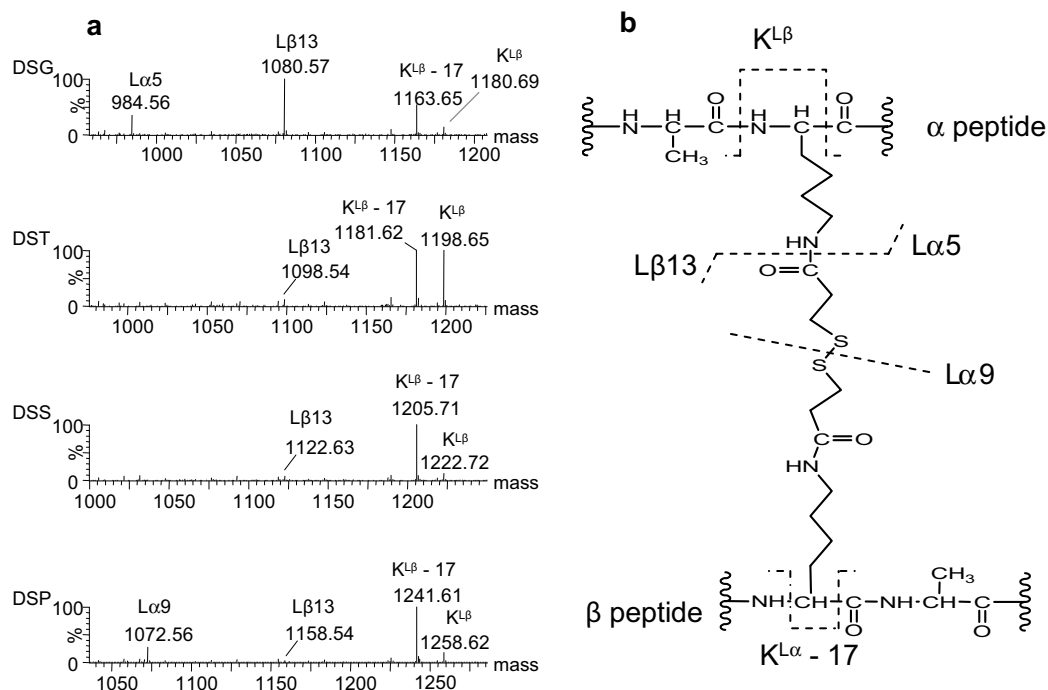 a
DSG
100
%
0
Lα5
984.56
Lβ13
1080.57
Kᴸᵝ - 17
1163.65
Kᴸᵝ
1180.69
1000 1050 1100 1150 1200 mass
DST
100
%
0
Lβ13
1098.54
Kᴸᵝ - 17
1181.62
Kᴸᵝ
1198.65
1000 1050 1100 1150 1200 mass
DSS
100
%
0
Lβ13
1122.63
Kᴸᵝ - 17
1205.71
Kᴸᵝ
1222.72
1000 1050 1100 1150 1200 mass
DSP
100
%
0
Lα9
1072.56
Lβ13
1158.54
Kᴸᵝ - 17
1241.61
Kᴸᵝ
1258.62
1050 1100 1150 1200 1250 mass
b
Kᴸᵝ
O O
N H C C N C C
H H H
CH₃
α peptide
HN
Lα5
Lβ13
O C
S
S
Lα9
C O
HN
CH₃
β peptide
NH CH C NH CH C
O O
Kᴸᵅ - 17